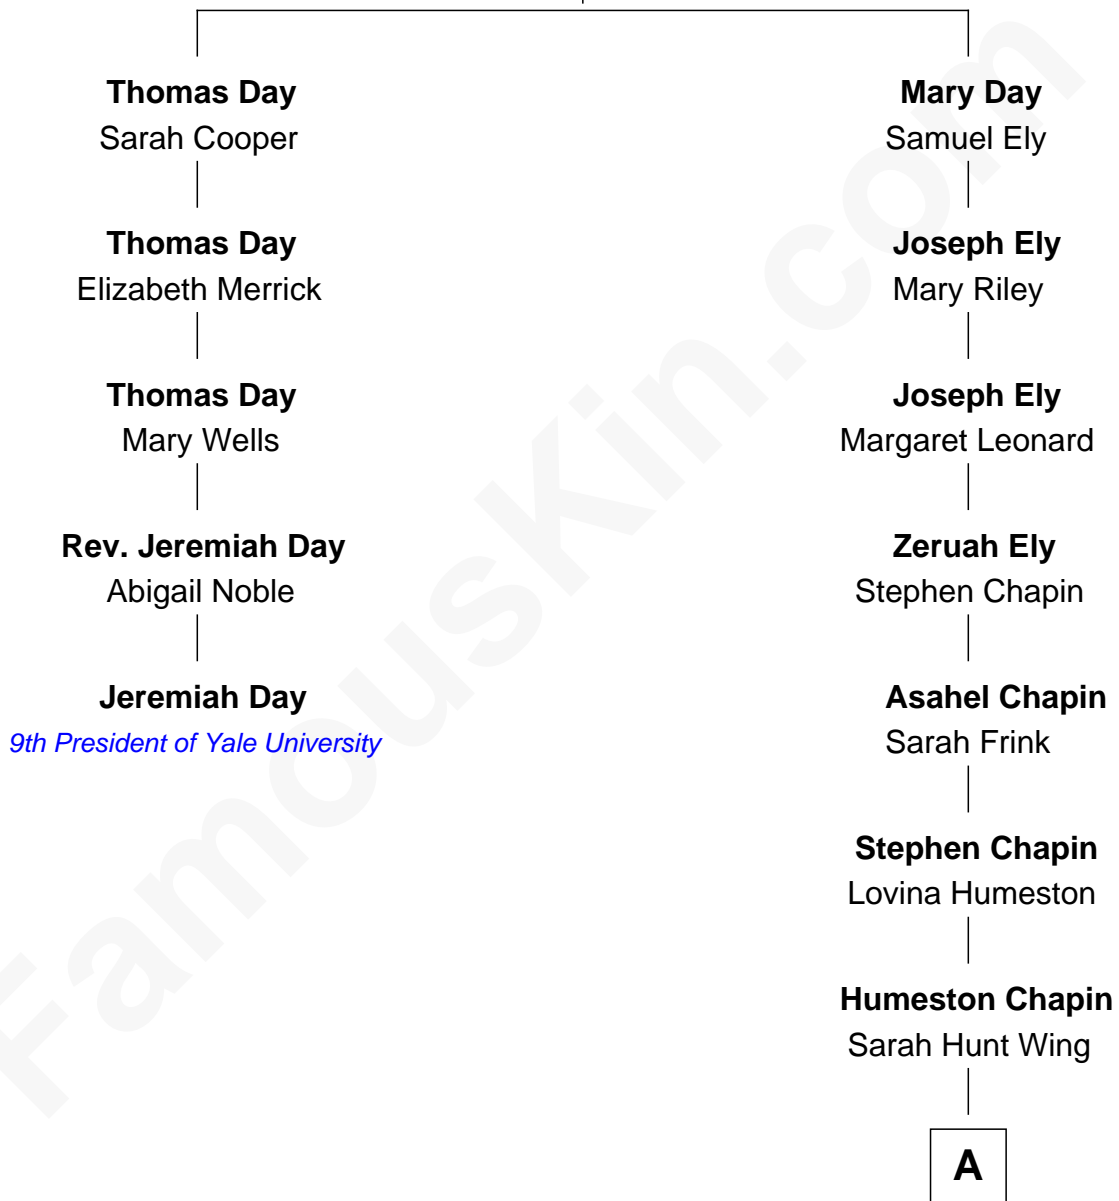 Thomas Day
Sarah Cooper
Thomas Day
Elizabeth Merrick
Thomas Day
Mary Wells
Rev. Jeremiah Day
Abigail Noble
Jeremiah Day
9th President of Yale University
Mary Day
Samuel Ely
Joseph Ely
Mary Riley
Joseph Ely
Margaret Leonard
Zeruah Ely
Stephen Chapin
Asahel Chapin
Sarah Frink
Stephen Chapin
Lovina Humeston
Humeston Chapin
Sarah Hunt Wing
A
FamousKin.com